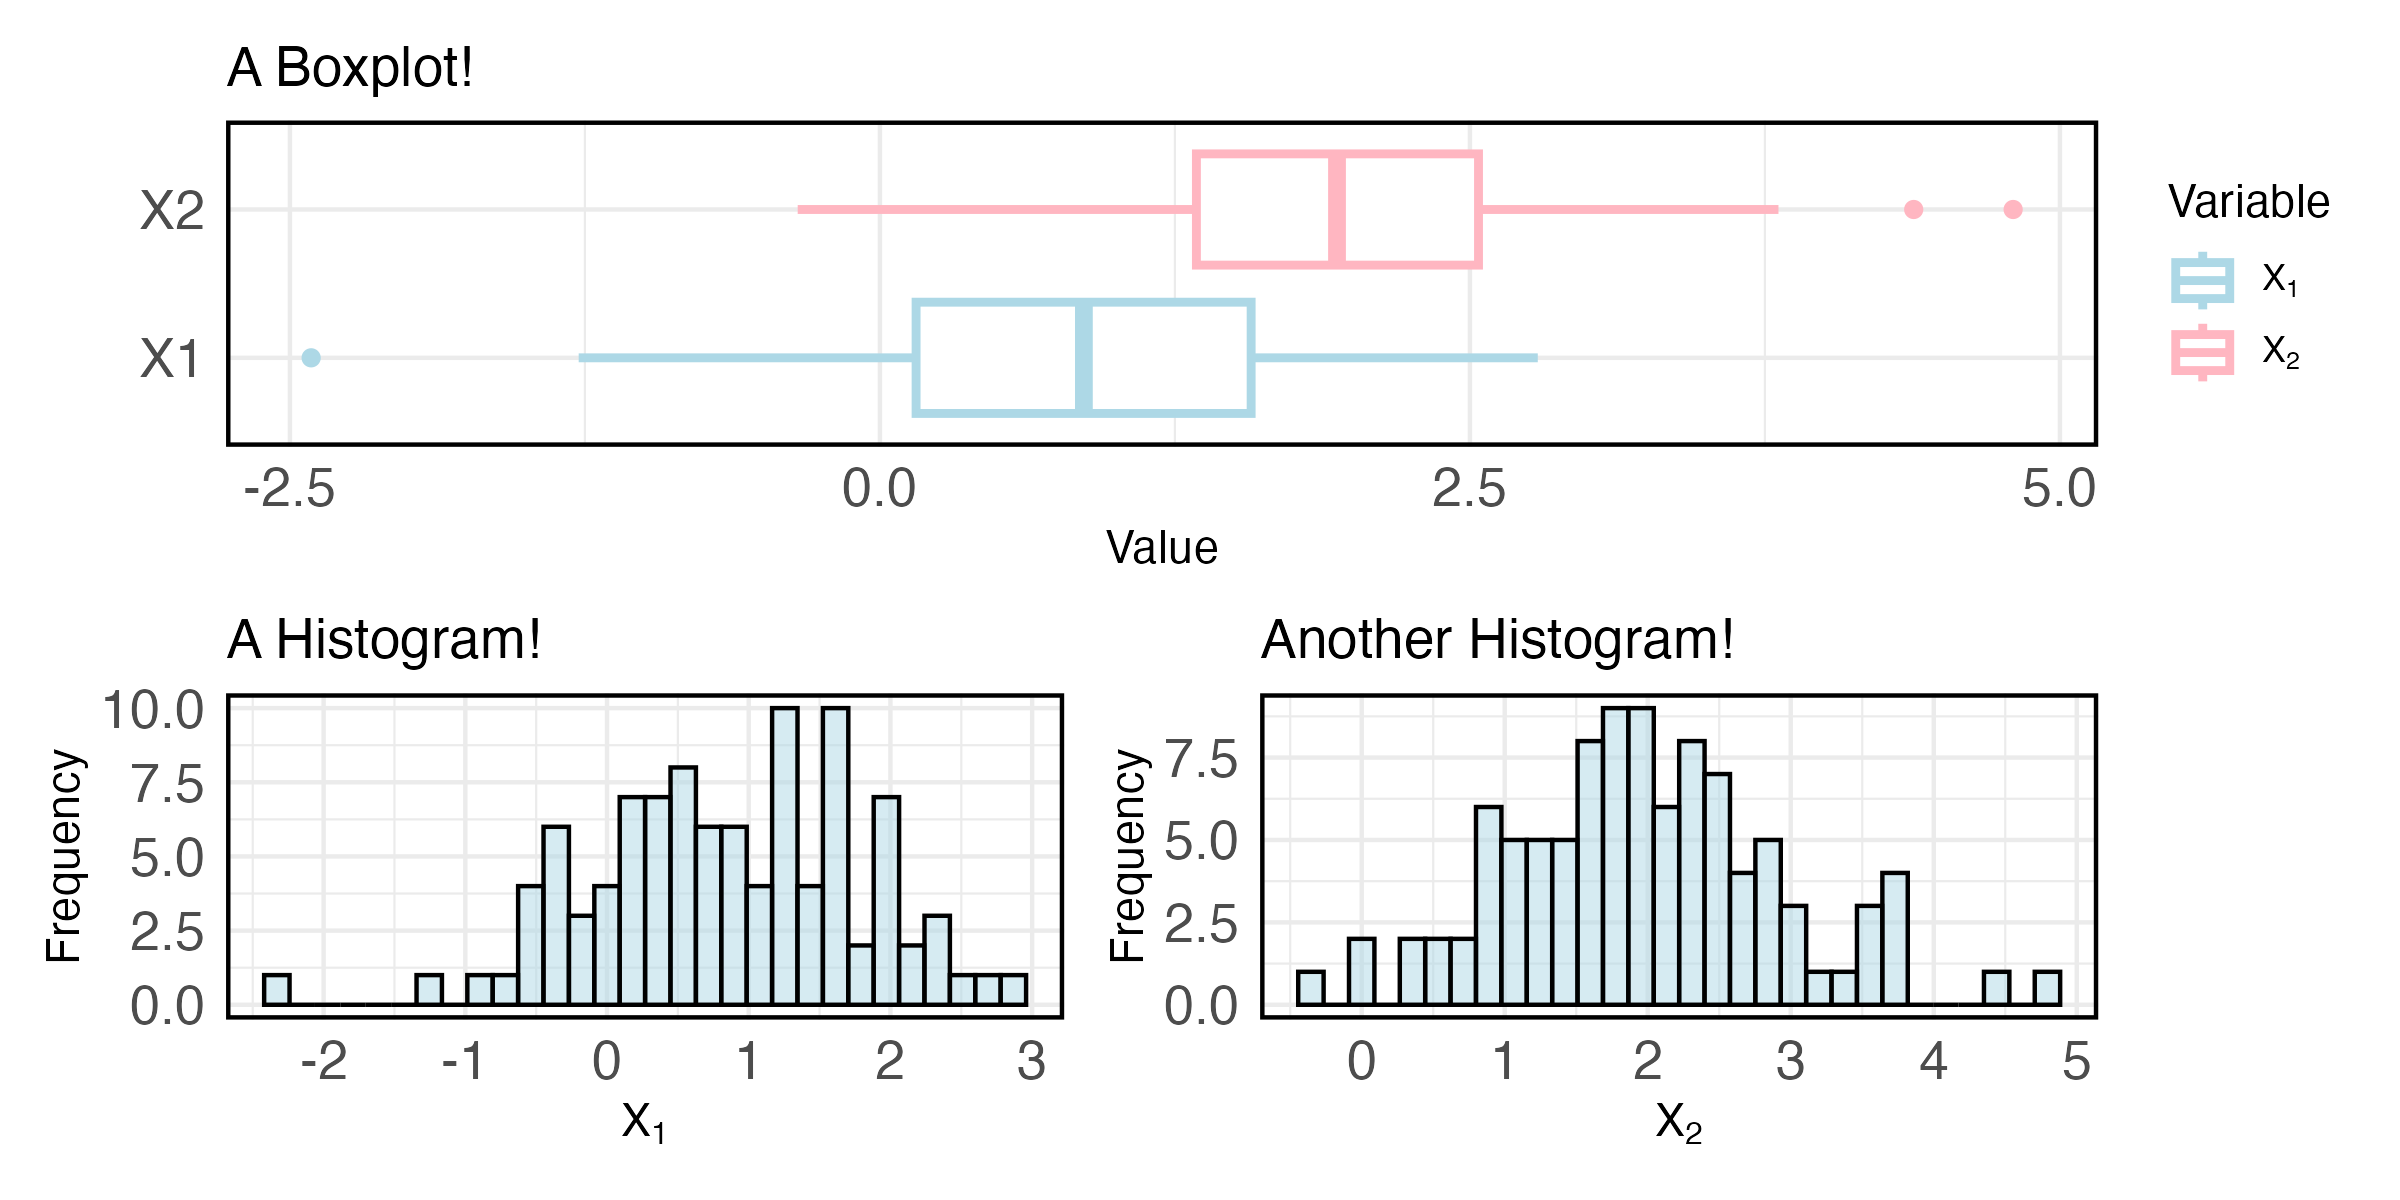 A Boxplot!
X2
X1
-2.5 0.0 2.5 5.0
Value
Variable
X₁
X₂
A Histogram!
Frequency
10.0
7.5
5.0
2.5
0.0
-2 -1 0 1 2 3
X₁
Another Histogram!
Frequency
7.5
5.0
2.5
0.0
0 1 2 3 4 5
X₂